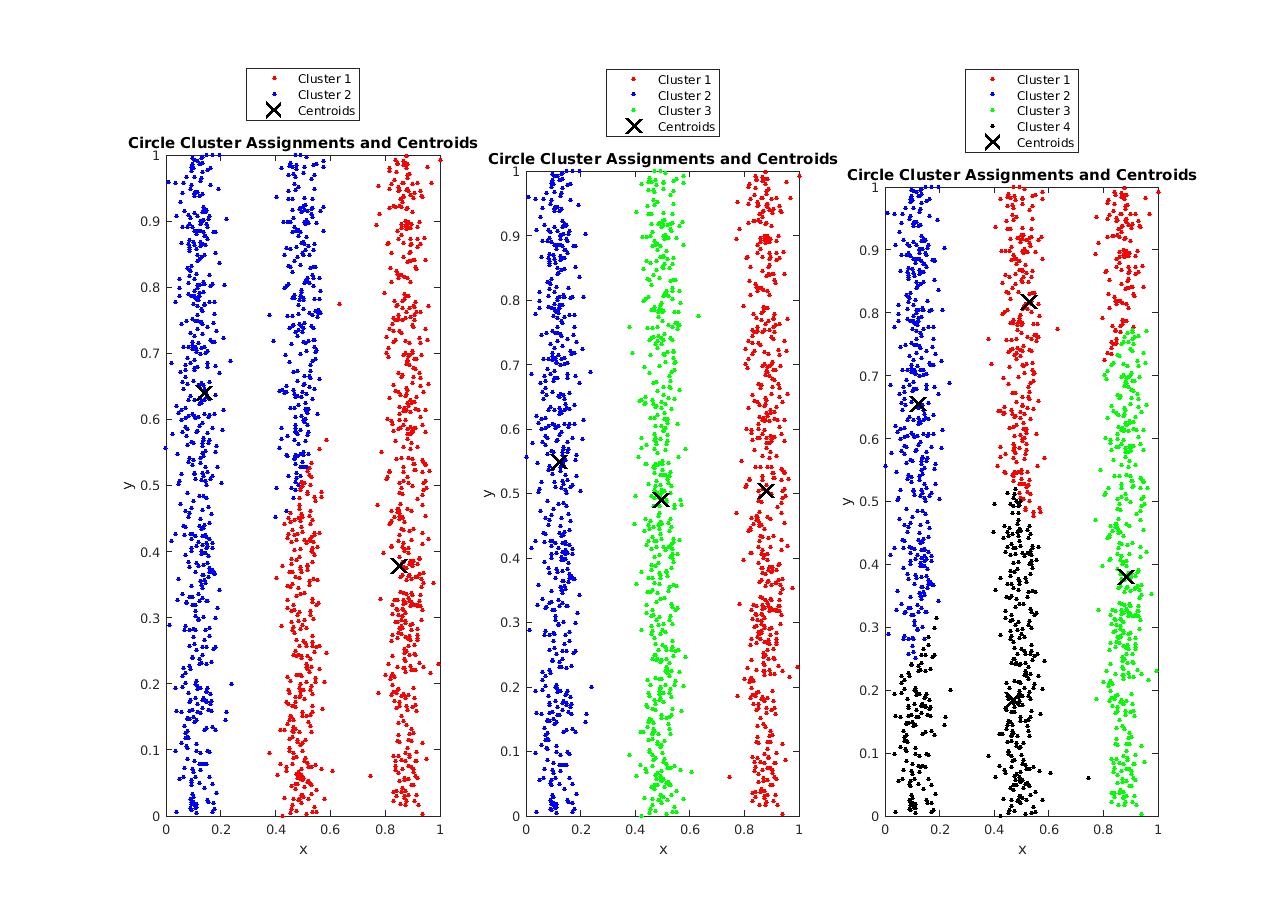 Cluster 1
Cluster 2
Centroids
Circle Cluster Assignments and Centroids
1
0.9
0.8
0.7
0.6
0.5
0.4
0.3
0.2
0.1
0
y
0 0.2 0.4 0.6 0.8 1
x
Cluster 1
Cluster 2
Cluster 3
Centroids
Circle Cluster Assignments and Centroids
1
0.9
0.8
0.7
0.6
0.5
0.4
0.3
0.2
0.1
0
y
0 0.2 0.4 0.6 0.8 1
x
Cluster 1
Cluster 2
Cluster 3
Cluster 4
Centroids
Circle Cluster Assignments and Centroids
1
0.9
0.8
0.7
0.6
0.5
0.4
0.3
0.2
0.1
0
y
0 0.2 0.4 0.6 0.8 1
x